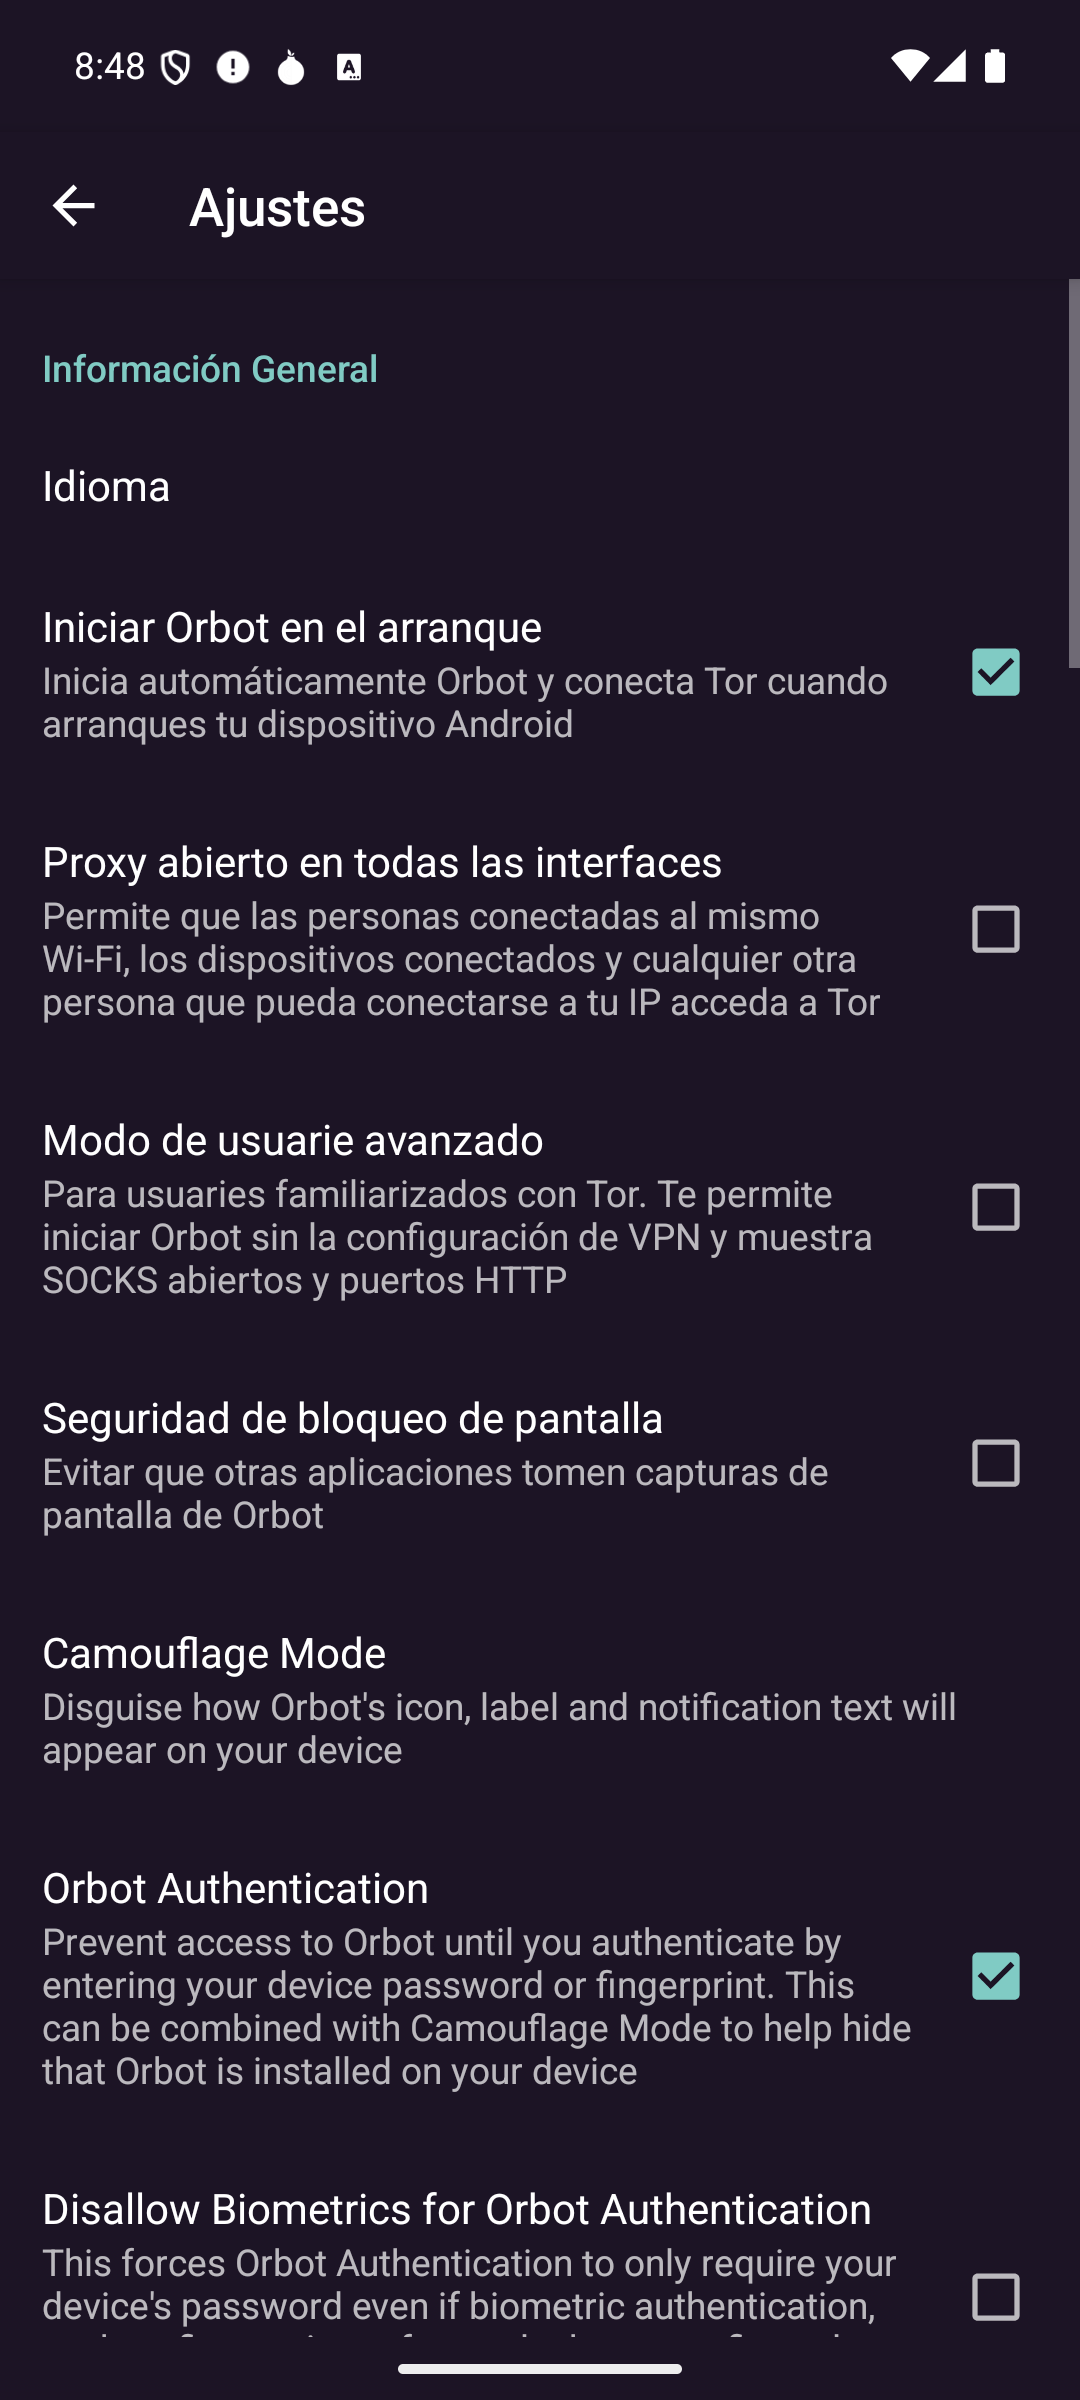 8:48
Ajustes
Información General
Idioma
Iniciar Orbot en el arranque
Inicia automáticamente Orbot y conecta Tor cuando
arranques tu dispositivo Android
Proxy abierto en todas las interfaces
Permite que las personas conectadas al mismo
Wi-Fi, los dispositivos conectados y cualquier otra
persona que pueda conectarse a tu IP acceda a Tor
Modo de usuarie avanzado
Para usuaries familiarizados con Tor. Te permite
iniciar Orbot sin la configuración de VPN y muestra
SOCKS abiertos y puertos HTTP
Seguridad de bloqueo de pantalla
Evitar que otras aplicaciones tomen capturas de
pantalla de Orbot
Camouflage Mode
Disguise how Orbot's icon, label and notification text will
appear on your device
Orbot Authentication
Prevent access to Orbot until you authenticate by
entering your device password or fingerprint. This
can be combined with Camouflage Mode to help hide
that Orbot is installed on your device
Disallow Biometrics for Orbot Authentication
This forces Orbot Authentication to only require your
device's password even if biometric authentication,